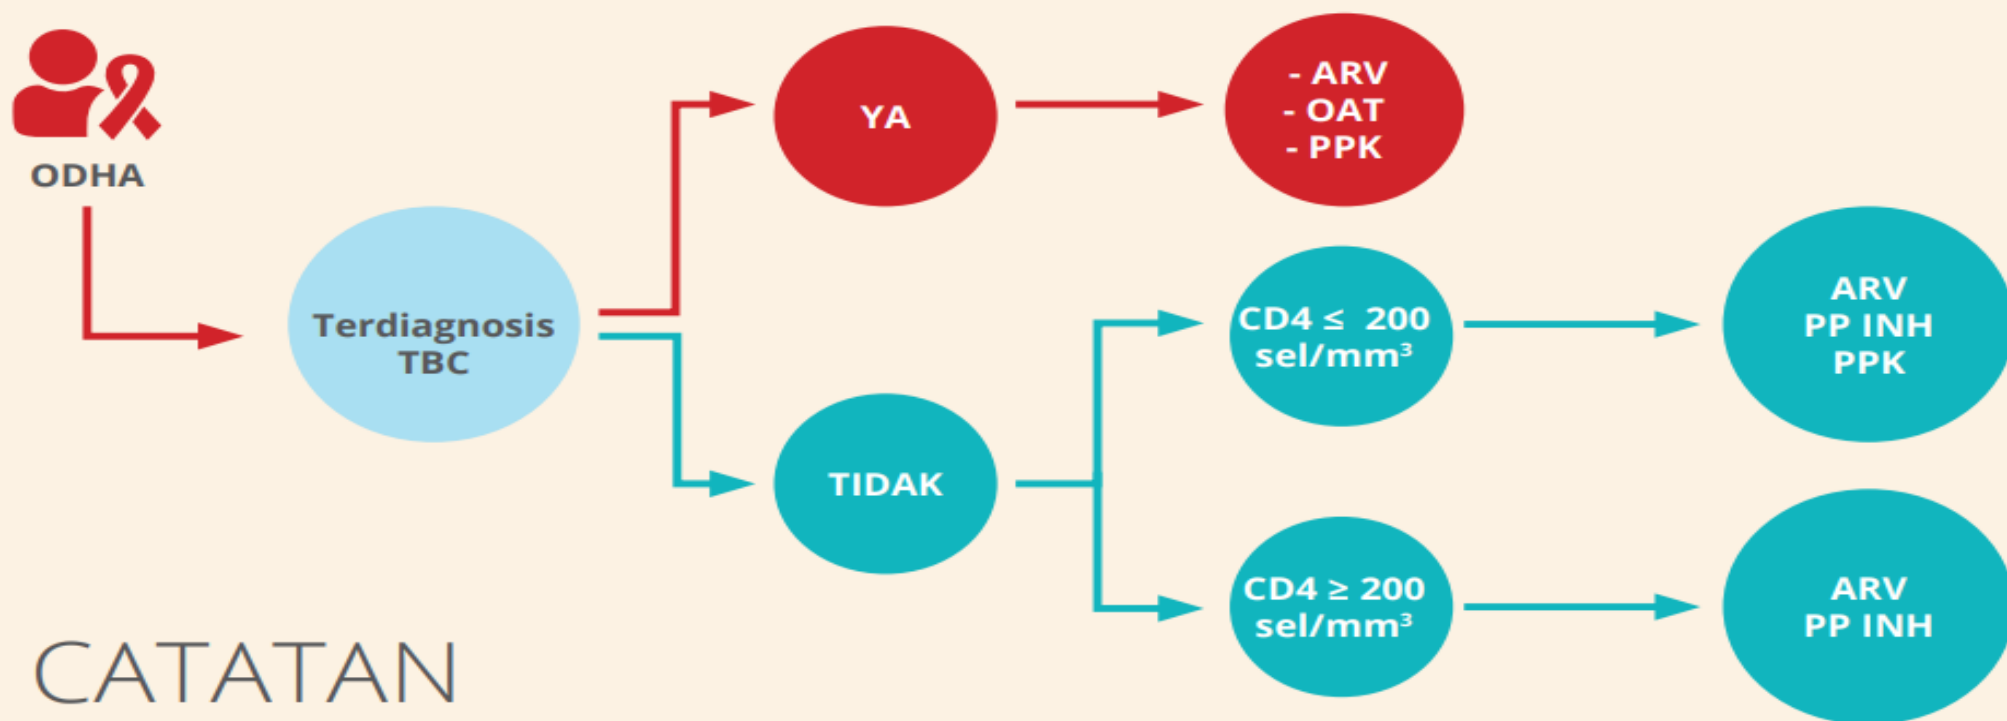 ODHA
Terdiagnosis
TBC
YA
- ARV
- OAT
- PPK
TIDAK
CD4 ≤ 200
sel/mm³
ARV
PP INH
PPK
CD4 ≥ 200
sel/mm³
ARV
PP INH
CATATAN